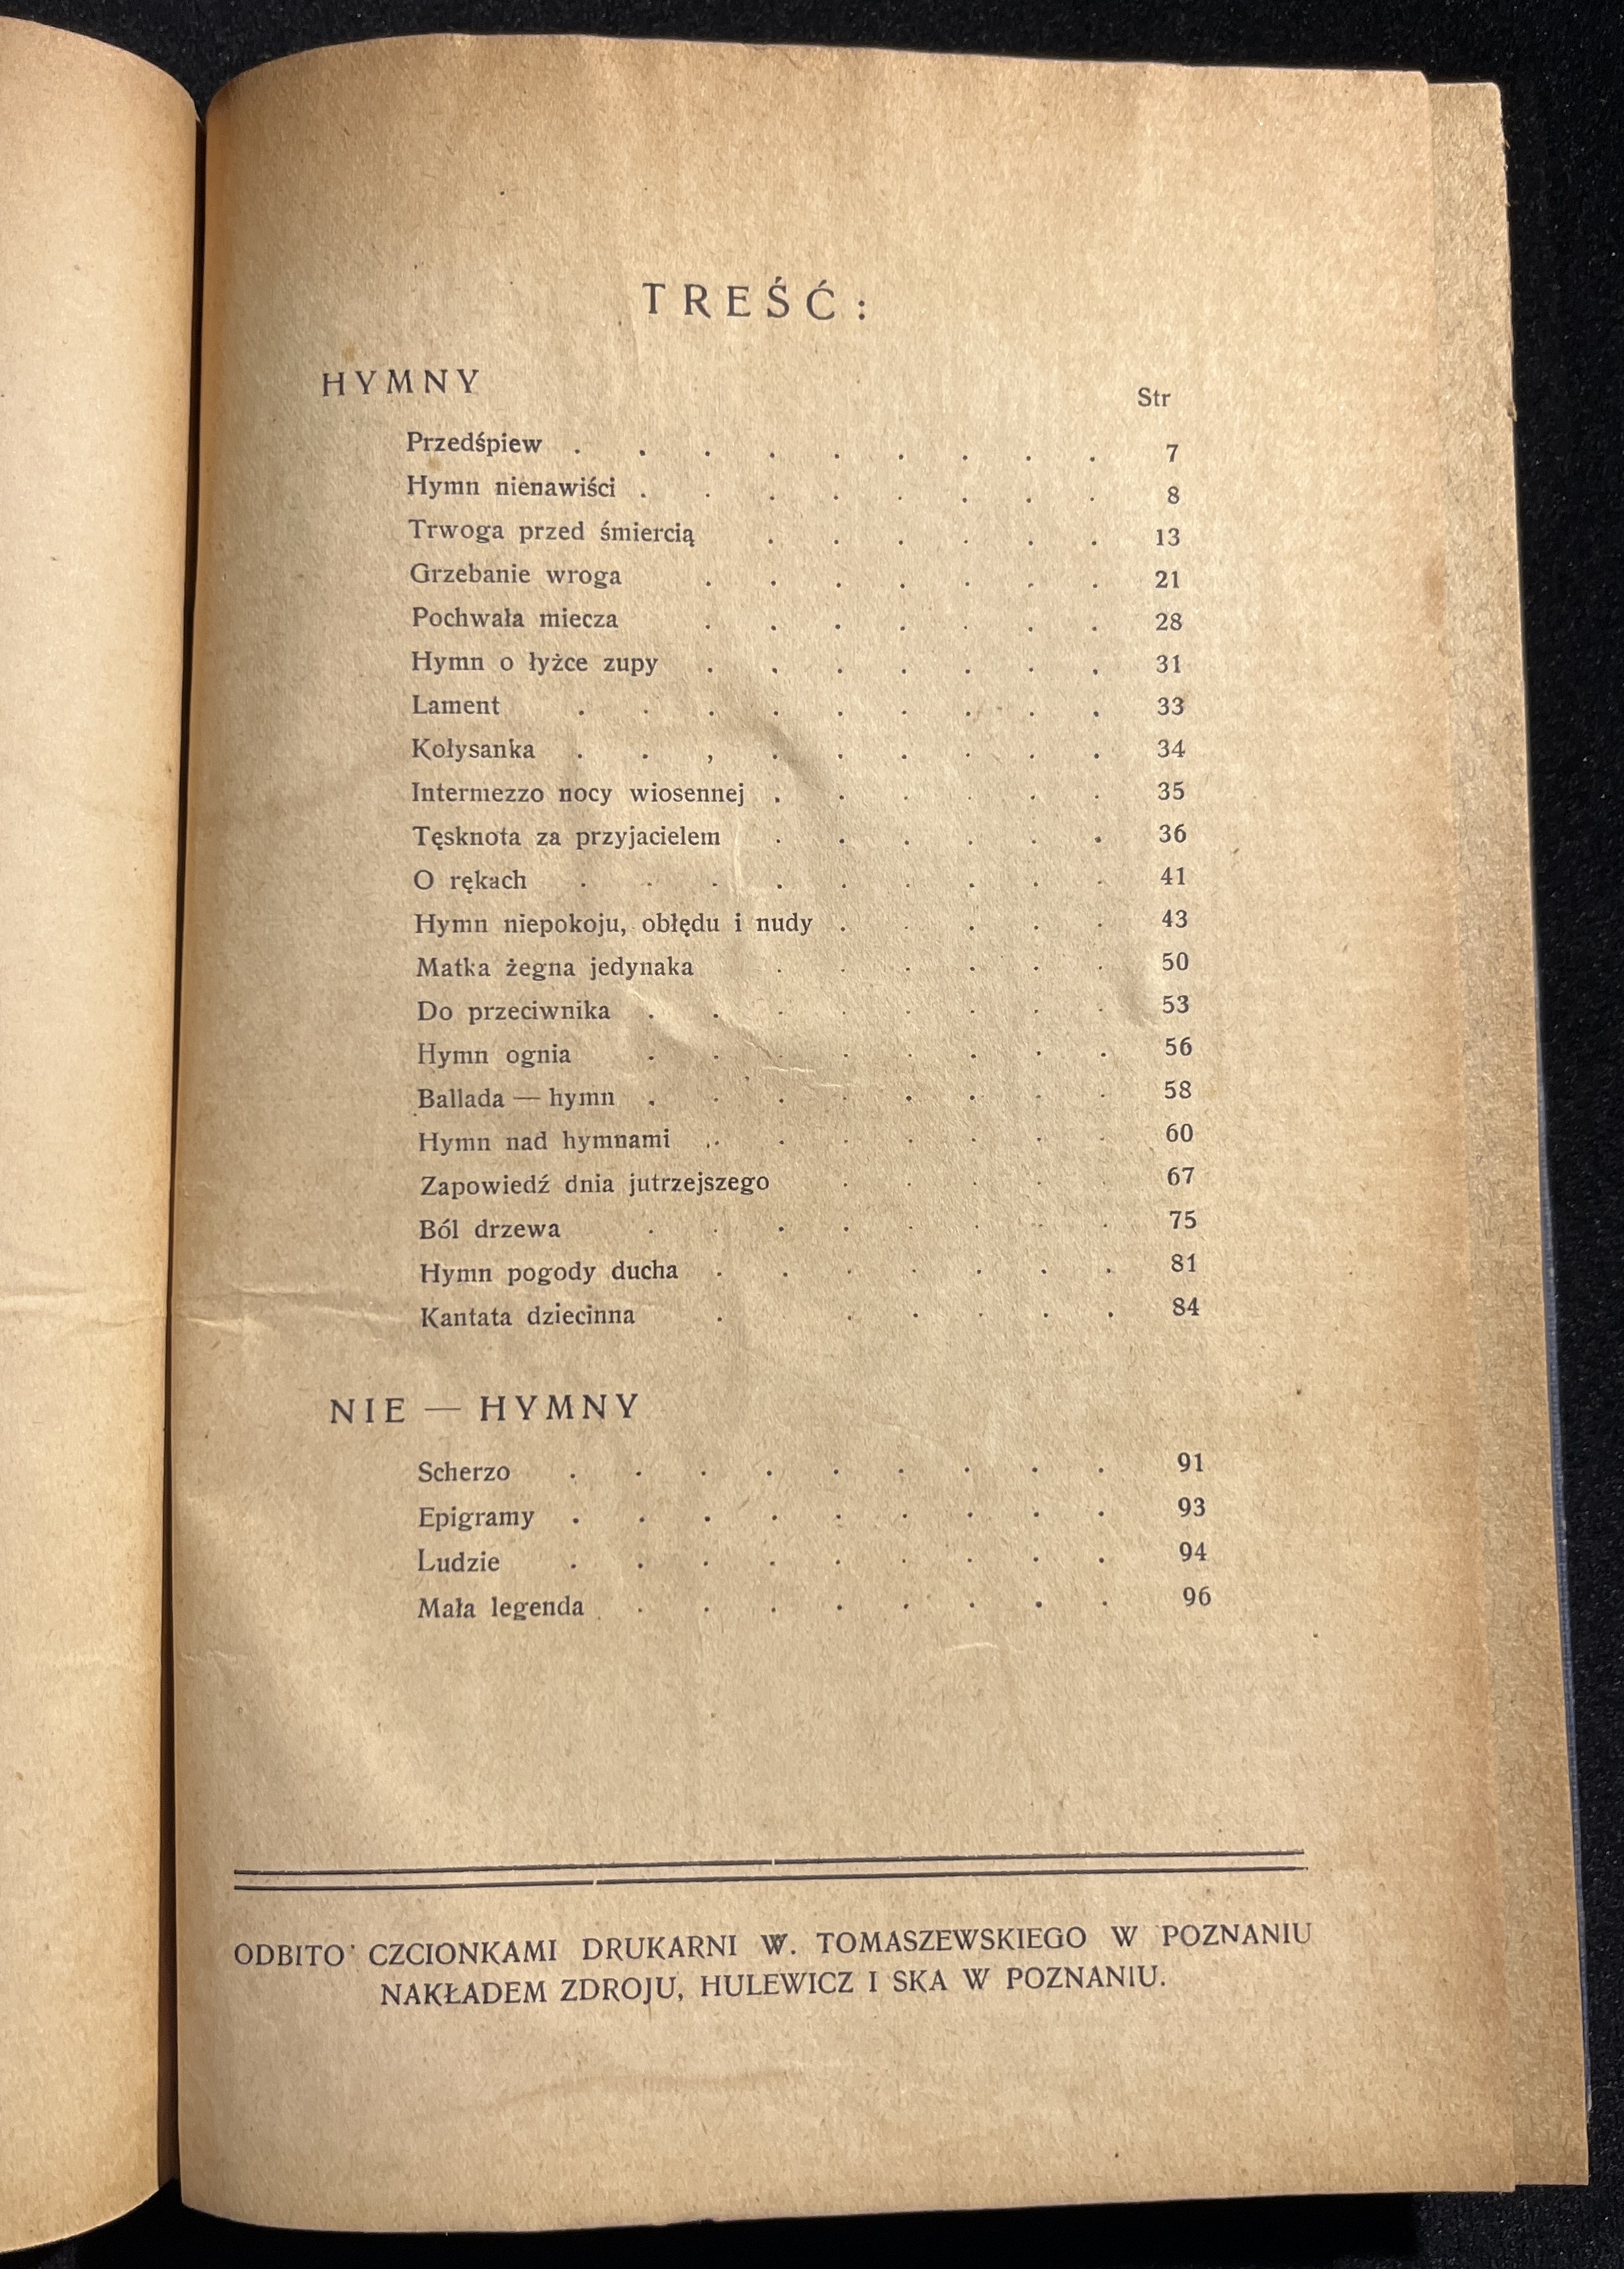 TREŚĆ:
HYMNY
Str
Przedśpiew . . . . . . . . . 7
Hymn nienawiści . . . . . . . . 8
Trwoga przed śmiercią . . . . . . 13
Grzebanie wroga . . . . . . . 21
Pochwała miecza . . . . . . . 28
Hymn o łyżce zupy . . . . . . . 31
Lament . . . . . . . . . 33
Kołysanka . . , . . . . . . 34
Intermezzo nocy wiosennej . . . . . . 35
Tęsknota za przyjacielem . . . . . . 36
O rękach . . . . . . . . . 41
Hymn niepokoju, obłędu i nudy . . . . . 43
Matka żegna jedynaka . . . . . . 50
Do przeciwnika . . . . . . . . 53
Hymn ognia . . . . . . . . 56
Ballada — hymn . . . . . . . . 58
Hymn nad hymnami . . . . . . . . 60
Zapowiedź dnia jutrzejszego . . . . . 67
Ból drzewa . . . . . . . . 75
Hymn pogody ducha . . . . . . . 81
Kantata dziecinna . . . . . . 84
NIE — HYMNY
Scherzo . . . . . . . . . 91
Epigramy . . . . . . . . . 93
Ludzie . . . . . . . . . 94
Mała legenda . . . . . . . . . 96
ODBITO CZCIONKAMI DRUKARNI W. TOMASZEWSKIEGO W POZNANIU
NAKŁADEM ZDROJU, HULEWICZ I SKA W POZNANIU.